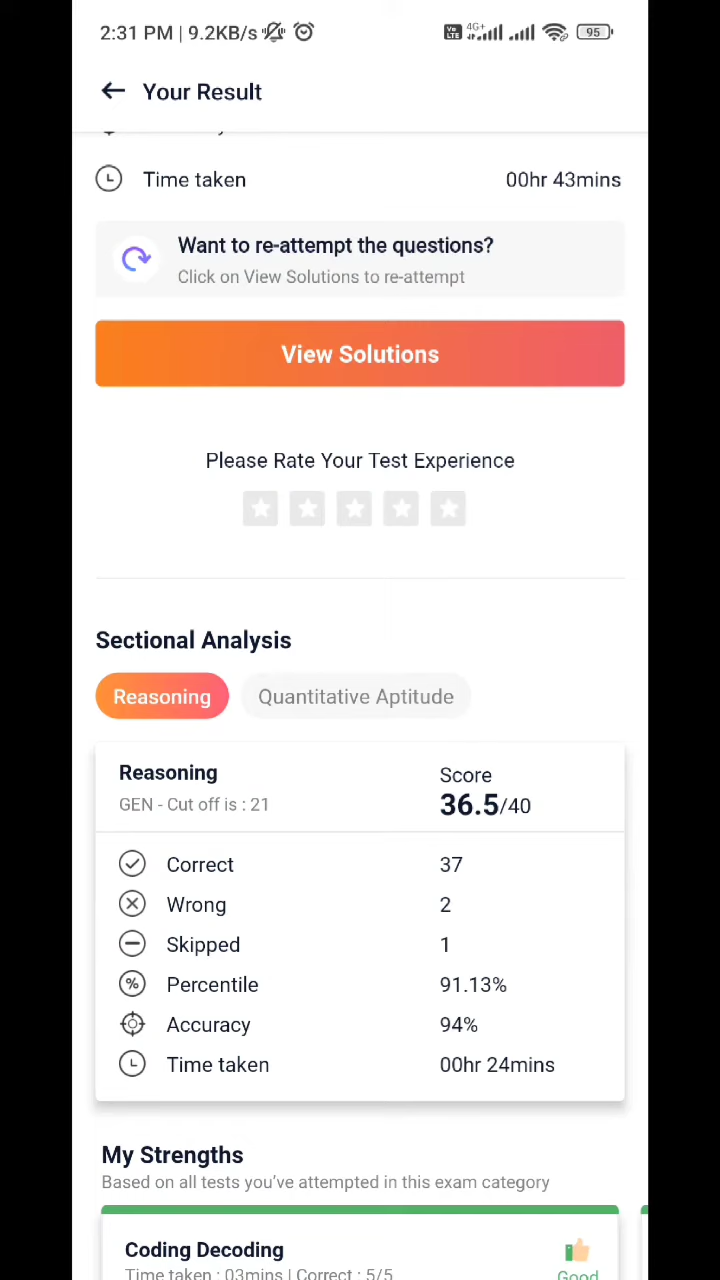 2:31 PM | 9.2KB/s
Vo LTE 4G+ 95
Your Result
Time taken 00hr 43mins
Want to re-attempt the questions?
Click on View Solutions to re-attempt
View Solutions
Please Rate Your Test Experience
Sectional Analysis
Reasoning Quantitative Aptitude
Reasoning Score
GEN - Cut off is : 21 36.5/40
Correct 37
Wrong 2
Skipped 1
Percentile 91.13%
Accuracy 94%
Time taken 00hr 24mins
My Strengths
Based on all tests you've attempted in this exam category
Coding Decoding
Time taken : 03mins | Correct : 5/5
Good